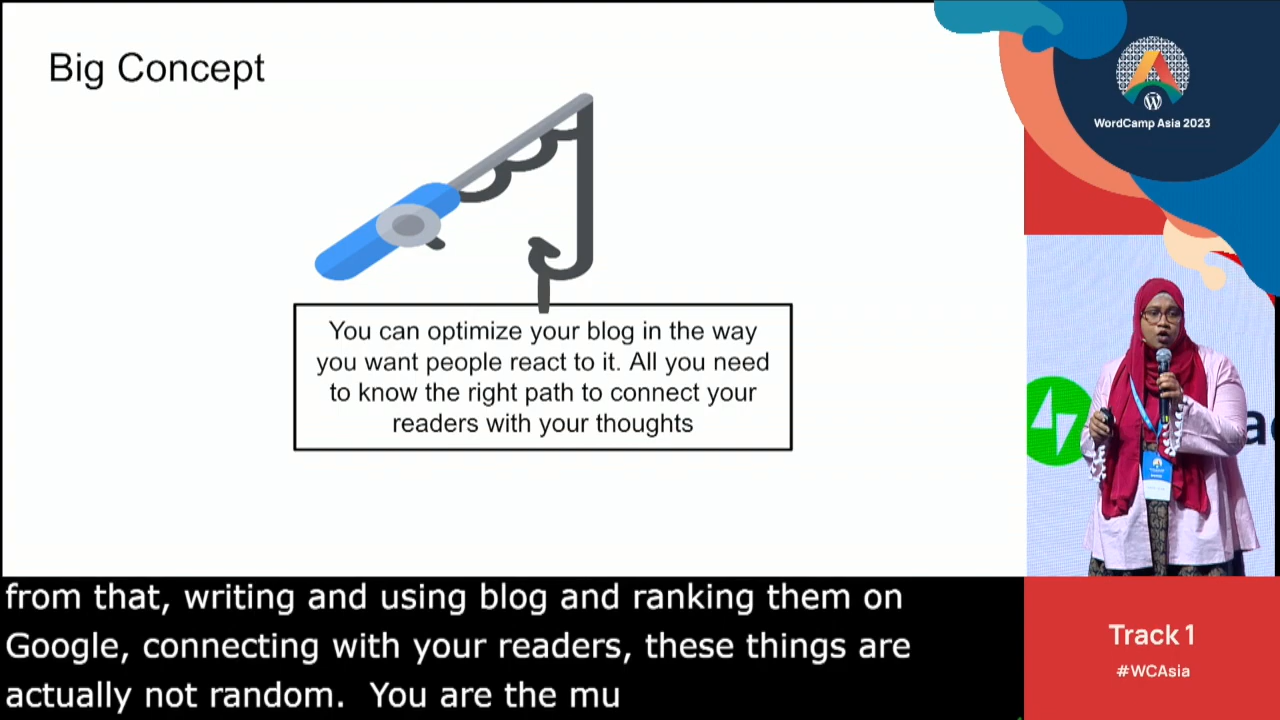 Big Concept
You can optimize your blog in the way
you want people react to it. All you need
to know the right path to connect your
readers with your thoughts
WordCamp Asia 2023
from that, writing and using blog and ranking them on
Google, connecting with your readers, these things are
actually not random.  You are the mu
Track 1
#WCAsia